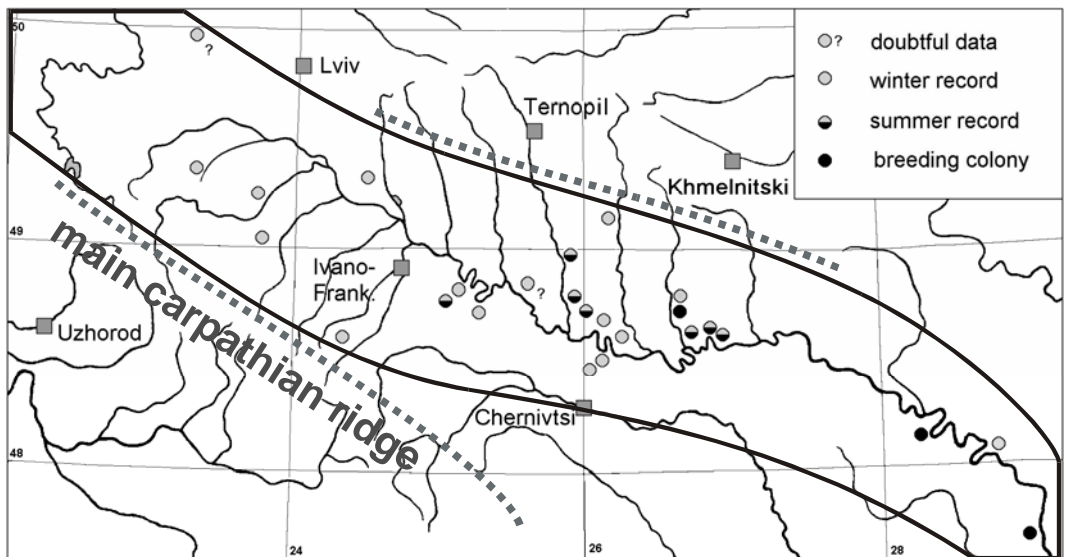 50
?
Lviv
?
doubtful data
winter record
summer record
breeding colony
Ternopil
Khmelnitski
49
main carpathian ridge
Ivano-
Frank.
?
Uzhorod
Chernivtsi
48
24
26
28